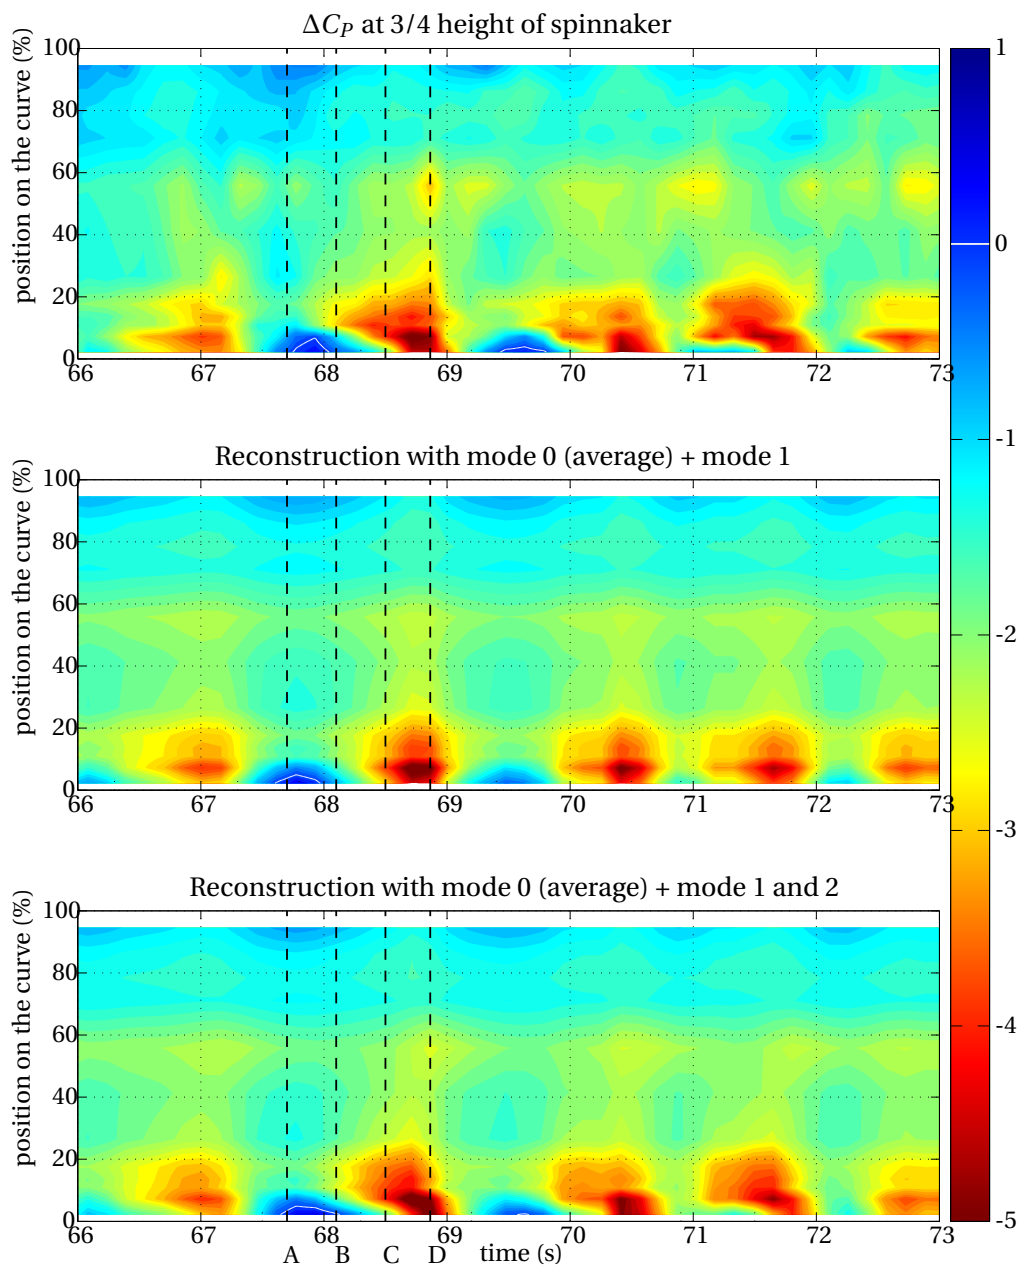 ΔC_P at 3/4 height of spinnaker
position on the curve (%)
100
80
60
40
20
0
66 67 68 69 70 71 72 73
1
0
-1
-2
-3
-4
-5
Reconstruction with mode 0 (average) + mode 1
position on the curve (%)
100
80
60
40
20
0
66 67 68 69 70 71 72 73
Reconstruction with mode 0 (average) + mode 1 and 2
position on the curve (%)
100
80
60
40
20
0
66 67 68 69 70 71 72 73
A B C D time (s)